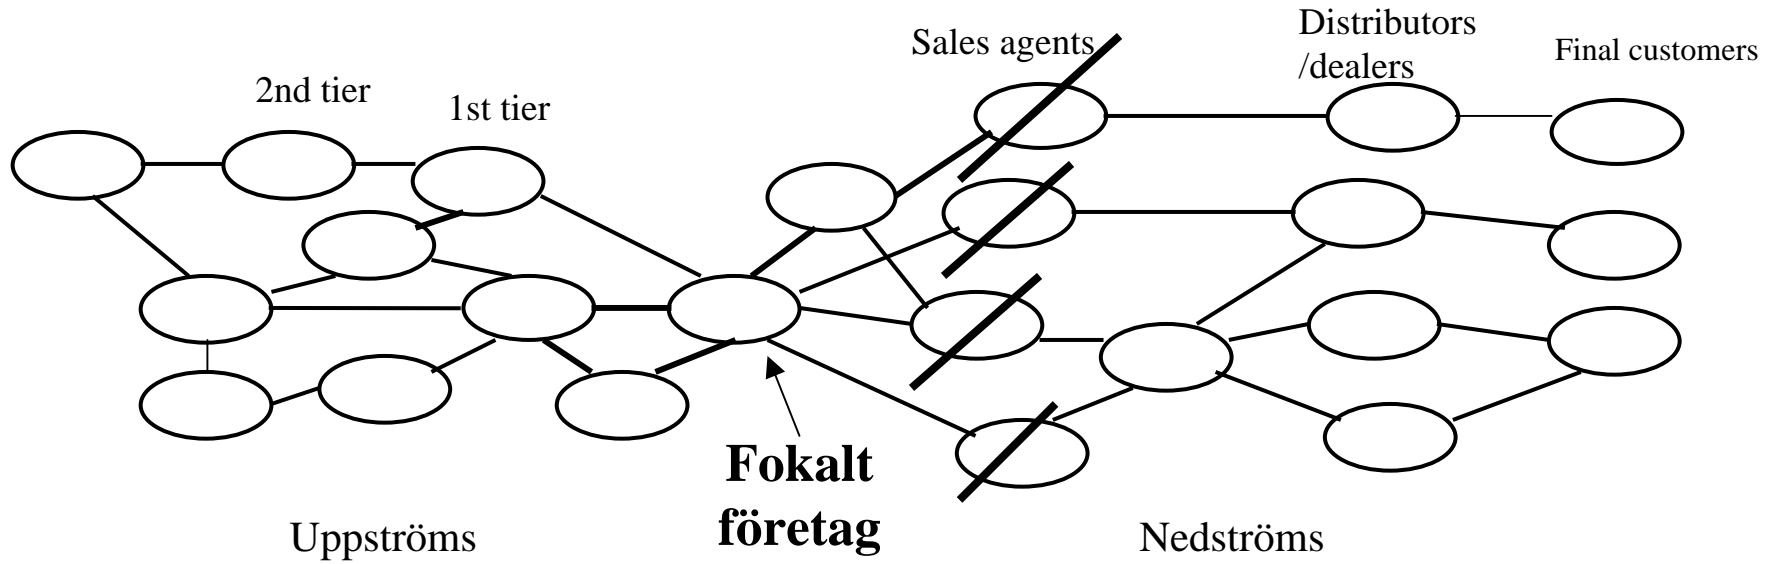 Sales agents
Distributors
/dealers
Final customers
2nd tier
1st tier
Fokalt
företag
Uppströms
Nedströms